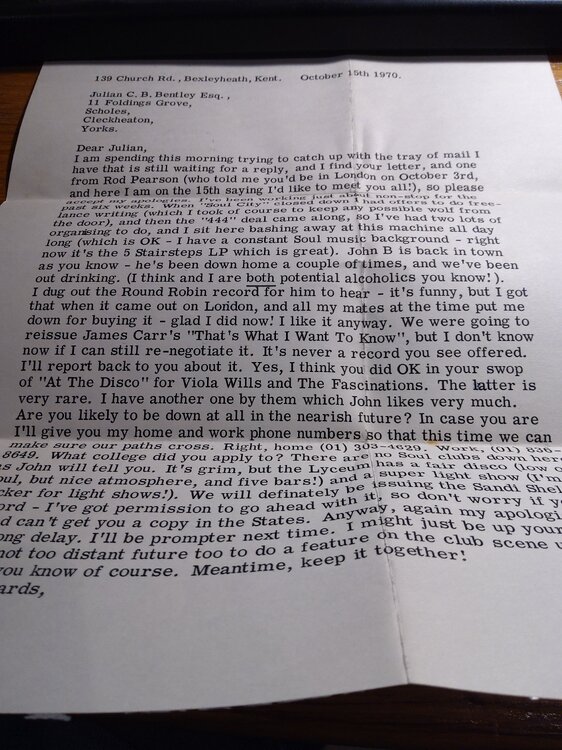 139 Church Rd., Bexleyheath, Kent. October 15th 1970.
Julian C. B. Bentley Esq.,
11 Foldings Grove,
Scholes,
Cleckheaton,
Yorks.
Dear Julian,
I am spending this morning trying to catch up with the tray of mail I
have that is still waiting for a reply, and I find your letter, and one
from Rod Pearson (who told me you'd be in London on October 3rd,
and here I am on the 15th saying I'd like to meet you all!), so please
accept my apologies. I've been working just about non-stop for the
past six weeks. When "Soul City" closed down I had offers to do free-
lance writing (which I took of course to keep any possible wolf from
the door), and then the "444" deal came along, so I've had two lots of
organising to do, and I sit here bashing away at this machine all day
long (which is OK - I have a constant Soul music background - right
now it's the 5 Stairsteps LP which is great). John B is back in town
as you know - he's been down home a couple of times, and we've been
out drinking. (I think and I are both potential alcoholics you know!).
I dug out the Round Robin record for him to hear - it's funny, but I got
that when it came out on London, and all my mates at the time put me
down for buying it - glad I did now! I like it anyway. We were going to
reissue James Carr's "That's What I Want To Know", but I don't know
now if I can still re-negotiate it. It's never a record you see offered.
I'll report back to you about it. Yes, I think you did OK in your swop
of "At The Disco" for Viola Wills and The Fascinations. The latter is
very rare. I have another one by them which John likes very much.
Are you likely to be down at all in the nearish future? In case you are
I'll give you my home and work phone numbers so that this time we can
make sure our paths cross. Right, home (01) 303-4629. Work, (01) 836-
8649. What college did you apply to? There are no Soul clubs down here
as John will tell you. It's grim, but the Lyceum has a fair disco (low
oul, but nice atmosphere, and five bars!) and a super light show (I'm
cker for light shows!). We will definately be issuing the Sandi Shel
ord - I've got permission to go ahead with it, so don't worry if y
d can't get you a copy in the States. Anyway, again my apologi
ong delay. I'll be prompter next time. I might just be up your
not too distant future too to do a feature on the club scene u
you know of course. Meantime, keep it together!
ards,